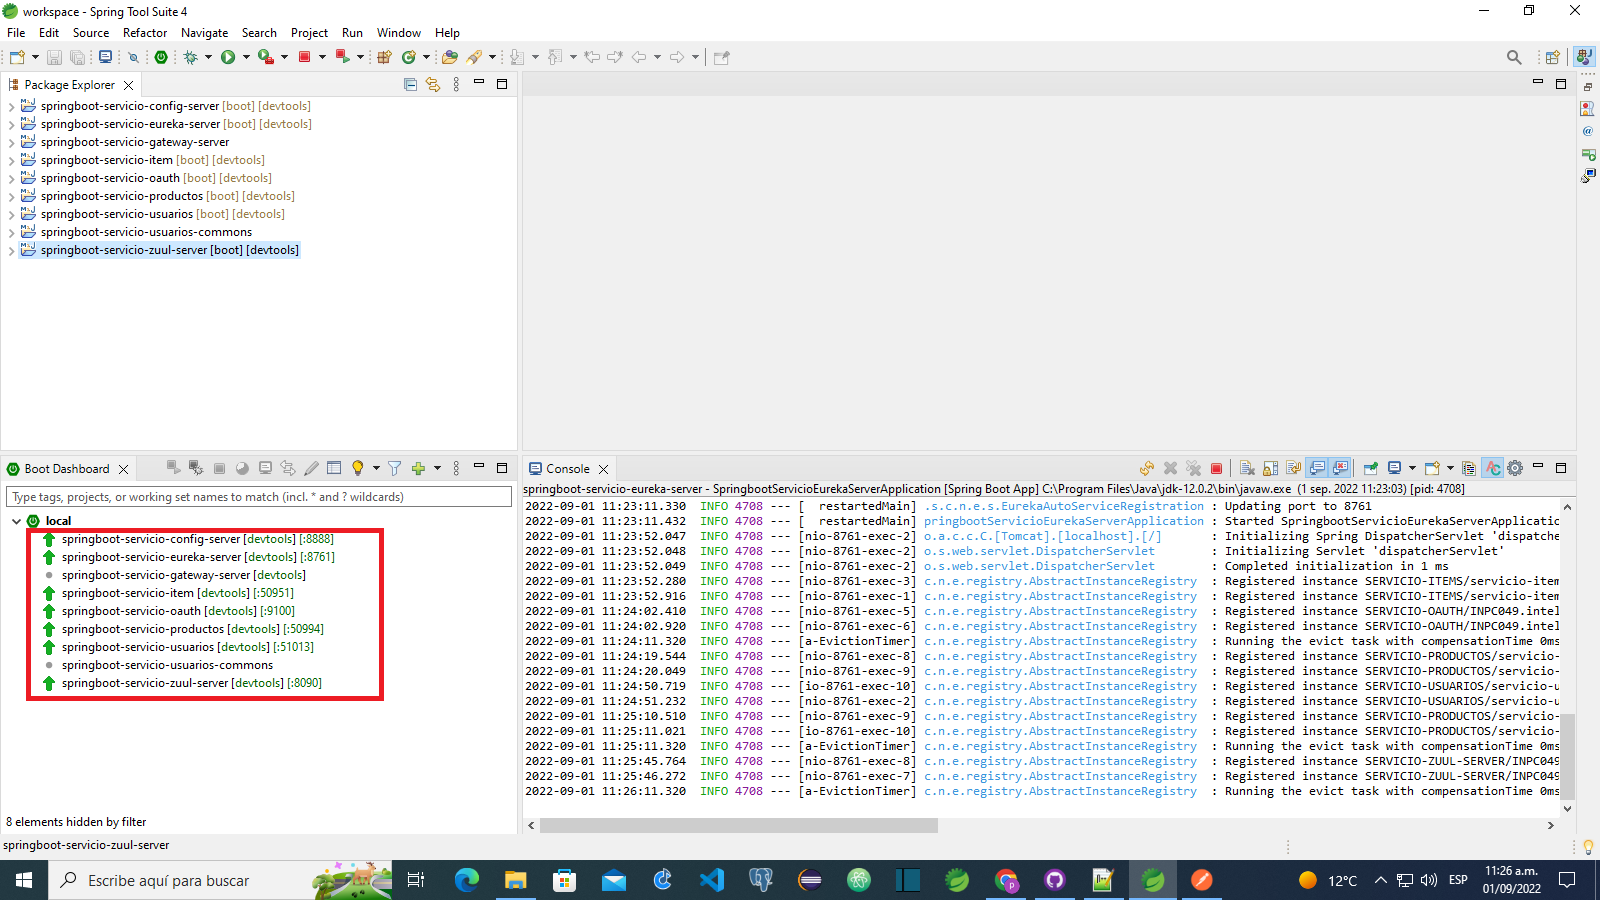 workspace - Spring Tool Suite 4
File Edit Source Refactor Navigate Search Project Run Window Help
Package Explorer
springboot-servicio-config-server [boot] [devtools]
springboot-servicio-eureka-server [boot] [devtools]
springboot-servicio-gateway-server
springboot-servicio-item [boot] [devtools]
springboot-servicio-oauth [boot] [devtools]
springboot-servicio-productos [boot] [devtools]
springboot-servicio-usuarios [boot] [devtools]
springboot-servicio-usuarios-commons
springboot-servicio-zuul-server [boot] [devtools]
Boot Dashboard
Type tags, projects, or working set names to match (incl. * and ? wildcards)
local
springboot-servicio-config-server [devtools] [:8888]
springboot-servicio-eureka-server [devtools] [:8761]
springboot-servicio-gateway-server [devtools]
springboot-servicio-item [devtools] [:50951]
springboot-servicio-oauth [devtools] [:9100]
springboot-servicio-productos [devtools] [:50994]
springboot-servicio-usuarios [devtools] [:51013]
springboot-servicio-usuarios-commons
springboot-servicio-zuul-server [devtools] [:8090]
8 elements hidden by filter
Console
springboot-servicio-eureka-server - SpringbootServicioEurekaServerApplication [Spring Boot App] C:\Program Files\Java\jdk-12.0.2\bin\javaw.exe (1 sep. 2022 11:23:03) [pid: 4708]
2022-09-01 11:23:11.330 INFO 4708 --- [ restartedMain] .s.c.n.e.s.EurekaAutoServiceRegistration : Updating port to 8761
2022-09-01 11:23:11.432 INFO 4708 --- [ restartedMain] pringbootServicioEurekaServerApplication : Started SpringbootServicioEurekaServerApplicatio
2022-09-01 11:23:52.047 INFO 4708 --- [nio-8761-exec-2] o.a.c.c.C.[Tomcat].[localhost].[/] : Initializing Spring DispatcherServlet 'dispatche
2022-09-01 11:23:52.048 INFO 4708 --- [nio-8761-exec-2] o.s.web.servlet.DispatcherServlet : Initializing Servlet 'dispatcherServlet'
2022-09-01 11:23:52.049 INFO 4708 --- [nio-8761-exec-2] o.s.web.servlet.DispatcherServlet : Completed initialization in 1 ms
2022-09-01 11:23:52.280 INFO 4708 --- [nio-8761-exec-3] c.n.e.registry.AbstractInstanceRegistry : Registered instance SERVICIO-ITEMS/servicio-item
2022-09-01 11:23:52.916 INFO 4708 --- [nio-8761-exec-1] c.n.e.registry.AbstractInstanceRegistry : Registered instance SERVICIO-ITEMS/servicio-item
2022-09-01 11:24:02.410 INFO 4708 --- [nio-8761-exec-5] c.n.e.registry.AbstractInstanceRegistry : Registered instance SERVICIO-OAUTH/INPC049.intel
2022-09-01 11:24:02.920 INFO 4708 --- [nio-8761-exec-6] c.n.e.registry.AbstractInstanceRegistry : Registered instance SERVICIO-OAUTH/INPC049.intel
2022-09-01 11:24:11.320 INFO 4708 --- [a-EvictionTimer] c.n.e.registry.AbstractInstanceRegistry : Running the evict task with compensationTime 0ms
2022-09-01 11:24:19.544 INFO 4708 --- [nio-8761-exec-8] c.n.e.registry.AbstractInstanceRegistry : Registered instance SERVICIO-PRODUCTOS/servicio-
2022-09-01 11:24:20.049 INFO 4708 --- [nio-8761-exec-9] c.n.e.registry.AbstractInstanceRegistry : Registered instance SERVICIO-PRODUCTOS/servicio-
2022-09-01 11:24:50.719 INFO 4708 --- [io-8761-exec-10] c.n.e.registry.AbstractInstanceRegistry : Registered instance SERVICIO-USUARIOS/servicio-u
2022-09-01 11:24:51.232 INFO 4708 --- [nio-8761-exec-2] c.n.e.registry.AbstractInstanceRegistry : Registered instance SERVICIO-USUARIOS/servicio-u
2022-09-01 11:25:10.510 INFO 4708 --- [nio-8761-exec-9] c.n.e.registry.AbstractInstanceRegistry : Registered instance SERVICIO-PRODUCTOS/servicio-
2022-09-01 11:25:11.021 INFO 4708 --- [io-8761-exec-10] c.n.e.registry.AbstractInstanceRegistry : Registered instance SERVICIO-PRODUCTOS/servicio-
2022-09-01 11:25:11.320 INFO 4708 --- [a-EvictionTimer] c.n.e.registry.AbstractInstanceRegistry : Running the evict task with compensationTime 0ms
2022-09-01 11:25:45.764 INFO 4708 --- [nio-8761-exec-8] c.n.e.registry.AbstractInstanceRegistry : Registered instance SERVICIO-ZUUL-SERVER/INPC049
2022-09-01 11:25:46.272 INFO 4708 --- [nio-8761-exec-7] c.n.e.registry.AbstractInstanceRegistry : Registered instance SERVICIO-ZUUL-SERVER/INPC049
2022-09-01 11:26:11.320 INFO 4708 --- [a-EvictionTimer] c.n.e.registry.AbstractInstanceRegistry : Running the evict task with compensationTime 0ms
springboot-servicio-zuul-server
Escribe aquí para buscar
12°C
ESP
11:26 a.m.
01/09/2022